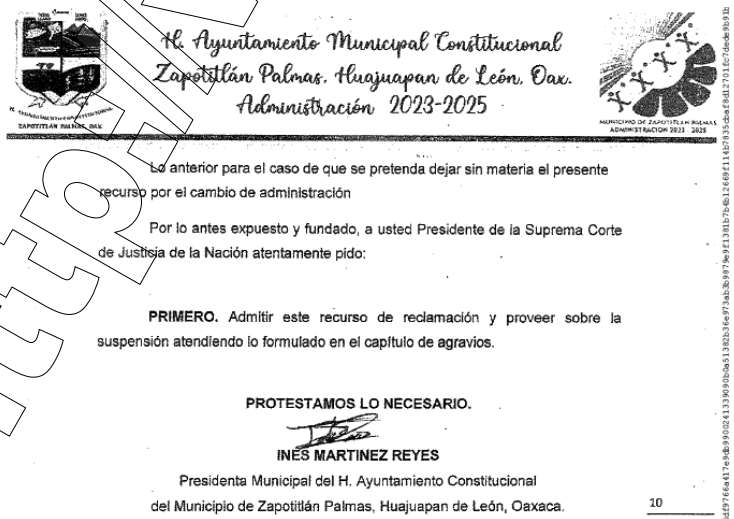 H. Ayuntamiento Municipal Constitucional
Zapotitlán Palmas, Huajuapan de León, Oax.
Administración 2023-2025
ZAPOTITLAN PALMAS, OAX
MUNICIPIO DE ZAPOTITLAN PALMAS
ADMINISTRACION 2023 - 2025
Lo anterior para el caso de que se pretenda dejar sin materia el presente
recurso por el cambio de administración
Por lo antes expuesto y fundado, a usted Presidente de la Suprema Corte
de Justicia de la Nación atentamente pido:
PRIMERO. Admitir este recurso de reclamación y proveer sobre la
suspensión atendiendo lo formulado en el capítulo de agravios.
PROTESTAMOS LO NECESARIO.
INÉS MARTINEZ REYES
Presidenta Municipal del H. Ayuntamiento Constitucional
del Municipio de Zapotitlán Palmas, Huajuapan de León, Oaxaca.
10
http:/